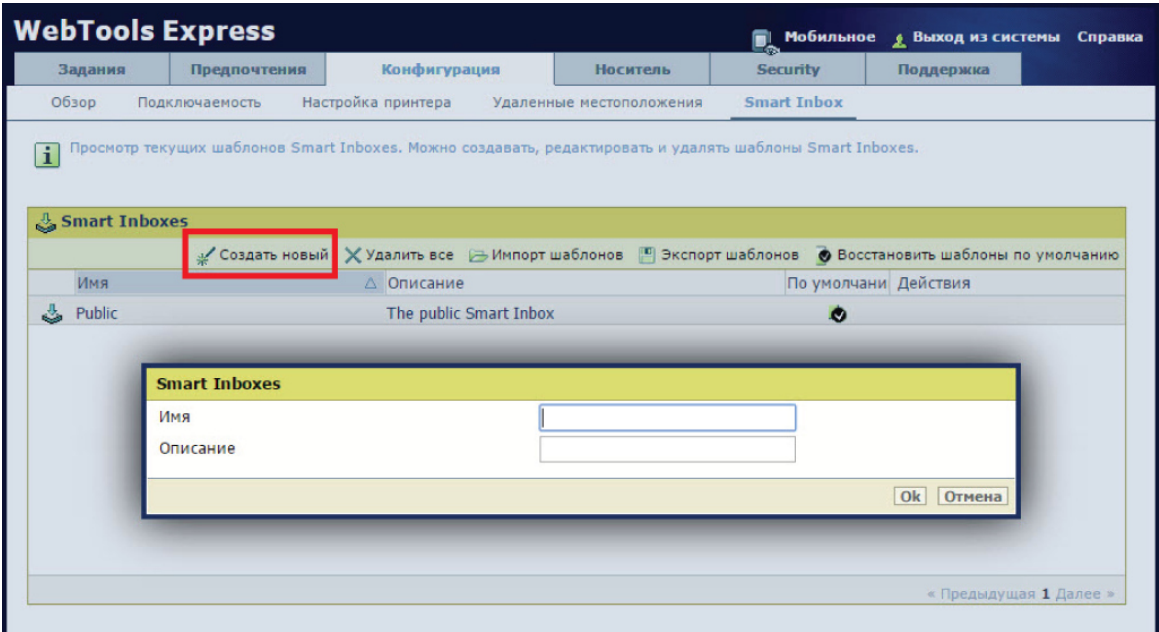 WebTools Express
Мобильное Выход из системы Справка
Задания Предпочтения Конфигурация Носитель Security Поддержка
Обзор Подключаемость Настройка принтера Удаленные местоположения Smart Inbox
Просмотр текущих шаблонов Smart Inboxes. Можно создавать, редактировать и удалять шаблоны Smart Inboxes.
Smart Inboxes
Создать новый Удалить все Импорт шаблонов Экспорт шаблонов Восстановить шаблоны по умолчанию
Имя Описание По умолчани Действия
Public The public Smart Inbox
Smart Inboxes
Имя
Описание
Ok Отмена
« Предыдущая 1 Далее »